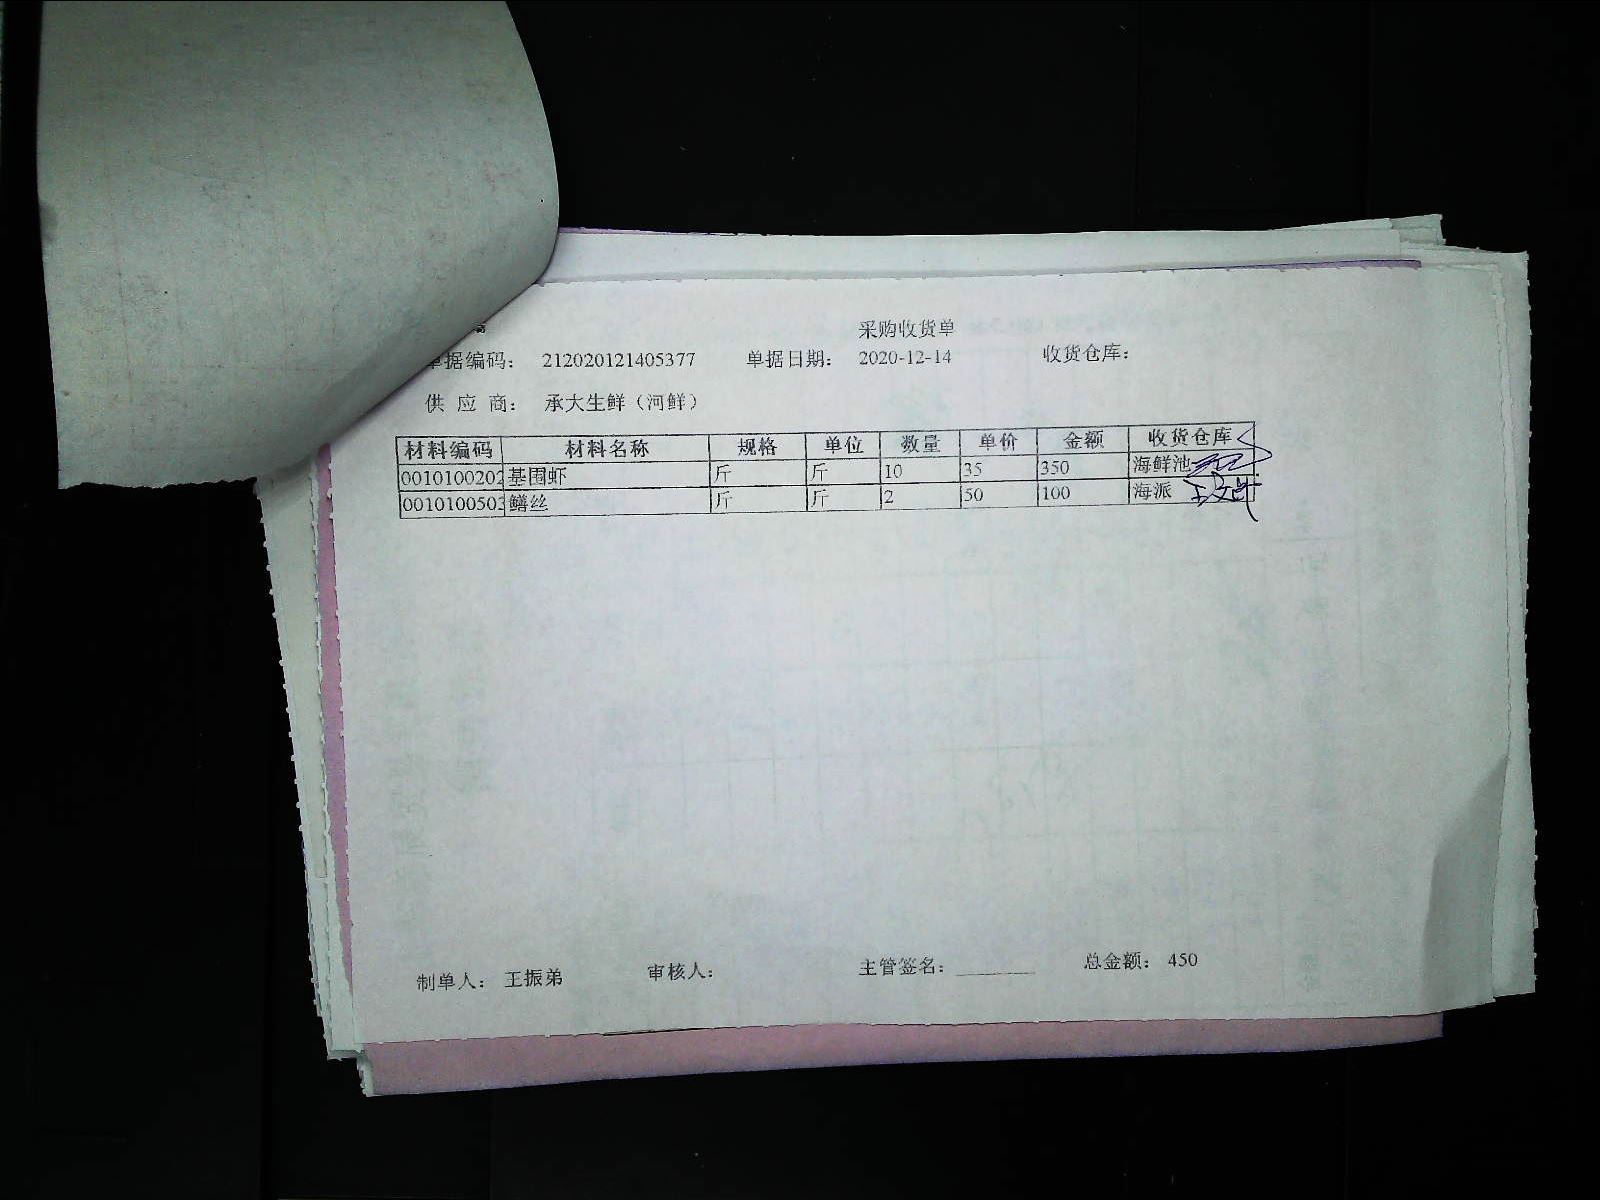 采购收货单
单据编码： 212020121405377 单据日期： 2020-12-14 收货仓库：
供 应 商： 承大生鲜（河鲜）
材料编码 材料名称 规格 单位 数量 单价 金额 收货仓库
0010100202 基围虾 斤 斤 10 35 350 海鲜池
0010100503 鳝丝 斤 斤 2 50 100 海派
制单人： 王振弟 审核人： 主管签名： 总金额： 450